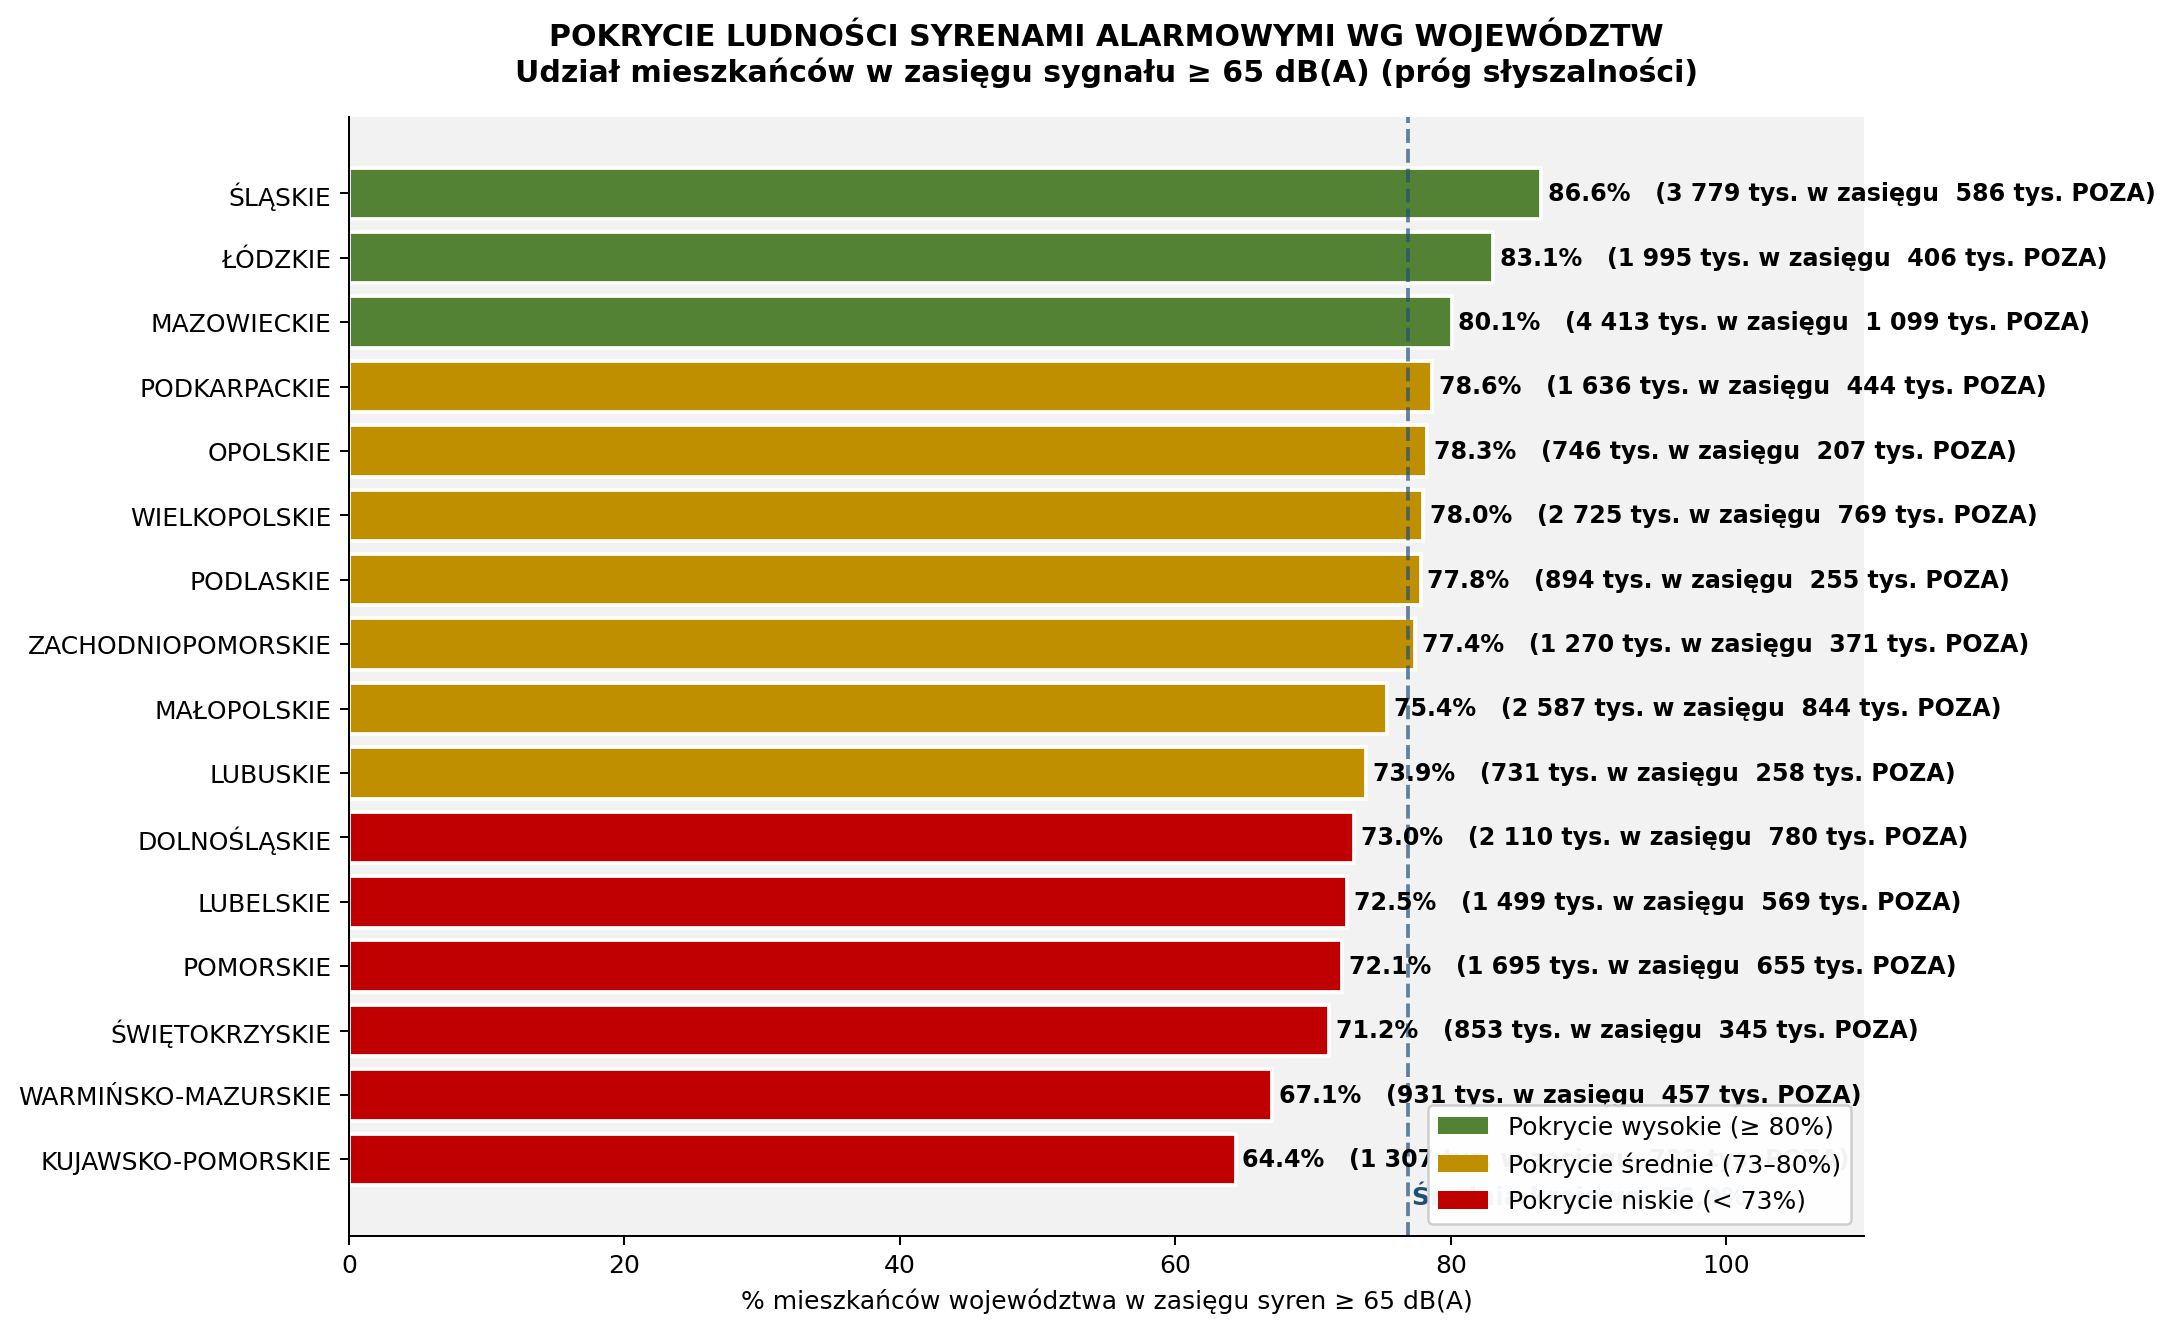 POKRYCIE LUDNOŚCI SYRENAMI ALARMOWYMI WG WOJEWÓDZTW
Udział mieszkańców w zasięgu sygnału ≥ 65 dB(A) (próg słyszalności)
ŚLĄSKIE 86.6% (3 779 tys. w zasięgu 586 tys. POZA)
ŁÓDZKIE 83.1% (1 995 tys. w zasięgu 406 tys. POZA)
MAZOWIECKIE 80.1% (4 413 tys. w zasięgu 1 099 tys. POZA)
PODKARPACKIE 78.6% (1 636 tys. w zasięgu 444 tys. POZA)
OPOLSKIE 78.3% (746 tys. w zasięgu 207 tys. POZA)
WIELKOPOLSKIE 78.0% (2 725 tys. w zasięgu 769 tys. POZA)
PODLASKIE 77.8% (894 tys. w zasięgu 255 tys. POZA)
ZACHODNIOPOMORSKIE 77.4% (1 270 tys. w zasięgu 371 tys. POZA)
MAŁOPOLSKIE 75.4% (2 587 tys. w zasięgu 844 tys. POZA)
LUBUSKIE 73.9% (731 tys. w zasięgu 258 tys. POZA)
DOLNOŚLĄSKIE 73.0% (2 110 tys. w zasięgu 780 tys. POZA)
LUBELSKIE 72.5% (1 499 tys. w zasięgu 569 tys. POZA)
POMORSKIE 72.1% (1 695 tys. w zasięgu 655 tys. POZA)
ŚWIĘTOKRZYSKIE 71.2% (853 tys. w zasięgu 345 tys. POZA)
WARMIŃSKO-MAZURSKIE 67.1% (931 tys. w zasięgu 457 tys. POZA)
KUJAWSKO-POMORSKIE 64.4% (1 307
Pokrycie wysokie (≥ 80%)
Pokrycie średnie (73–80%)
Pokrycie niskie (< 73%)
0 20 40 60 80 100
% mieszkańców województwa w zasięgu syren ≥ 65 dB(A)